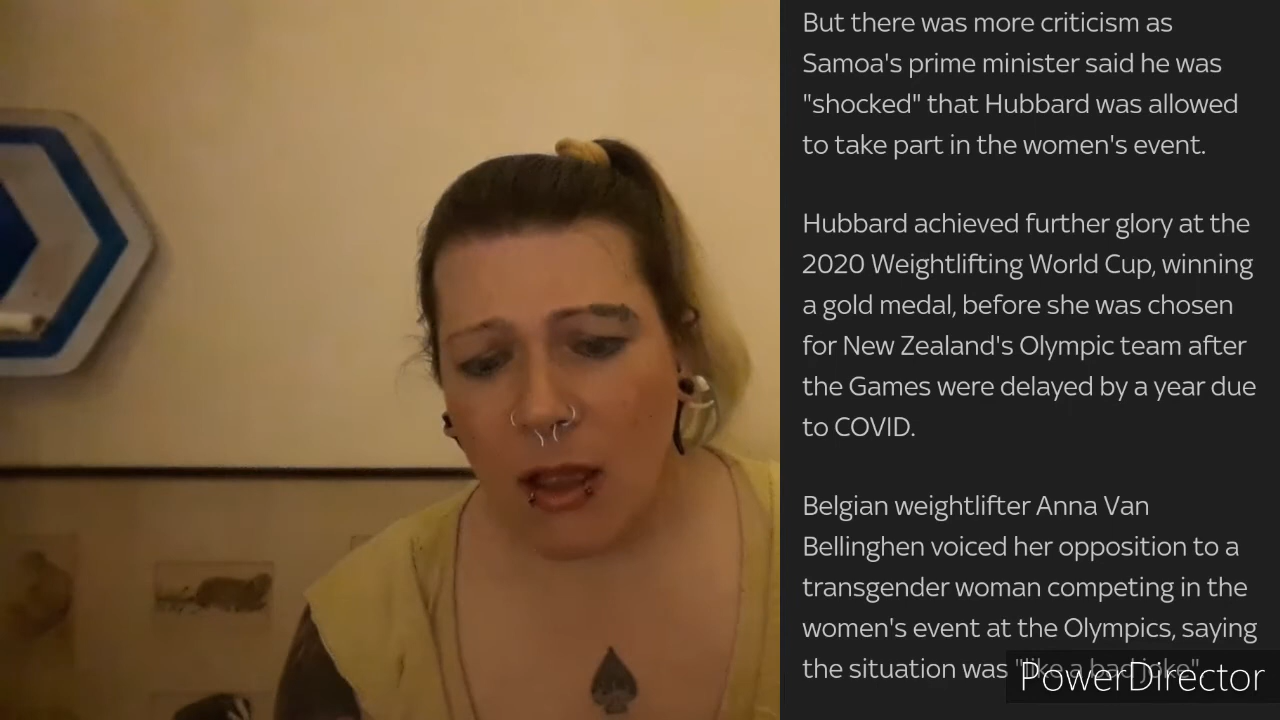 But there was more criticism as
Samoa's prime minister said he was
"shocked" that Hubbard was allowed
to take part in the women's event.
Hubbard achieved further glory at the
2020 Weightlifting World Cup, winning
a gold medal, before she was chosen
for New Zealand's Olympic team after
the Games were delayed by a year due
to COVID.
Belgian weightlifter Anna Van
Bellinghen voiced her opposition to a
transgender woman competing in the
women's event at the Olympics, saying
the situation was "like a bad joke".
PowerDirector